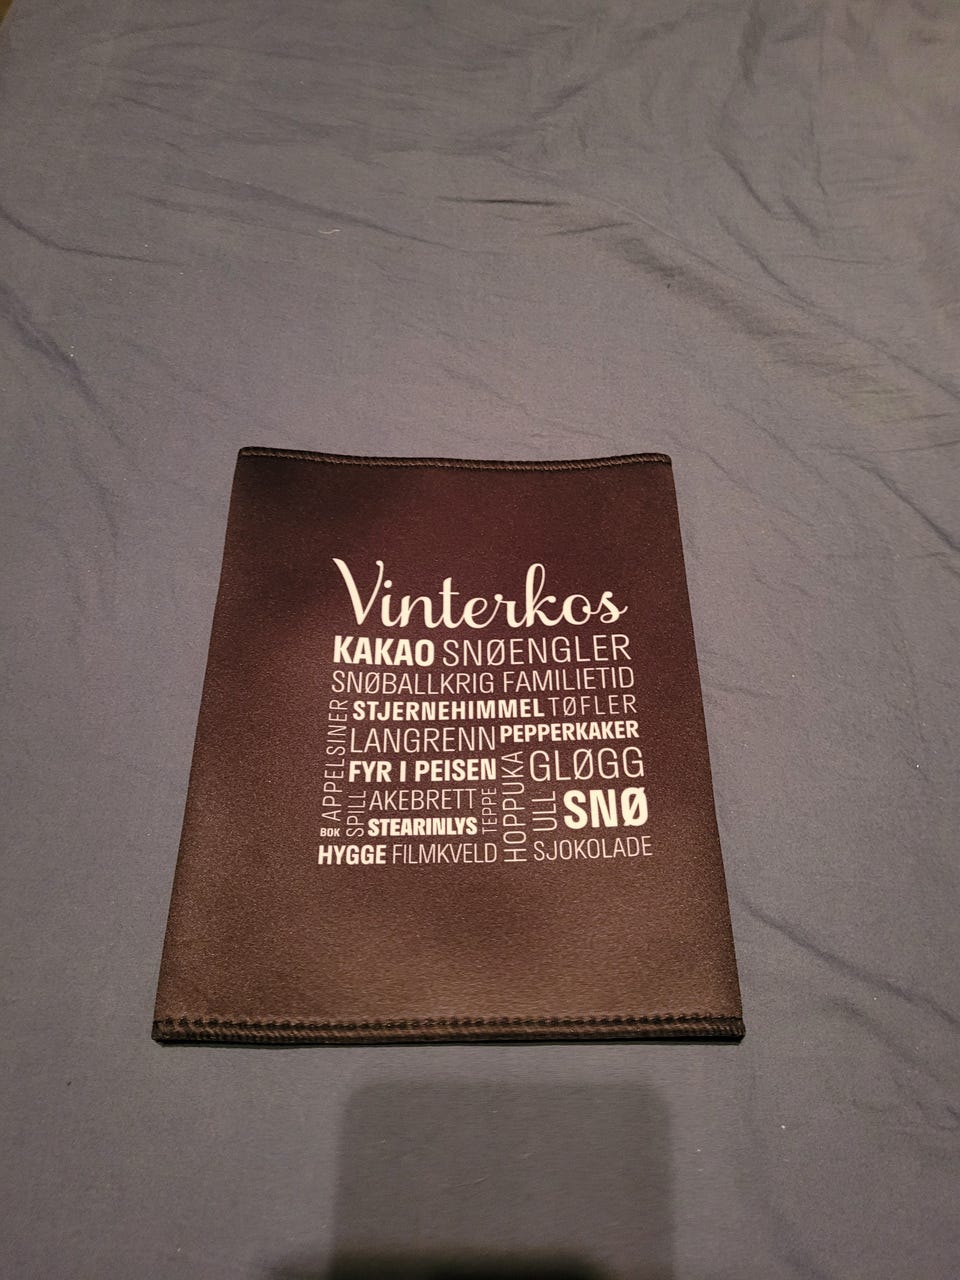 Vinterkos
KAKAO SNØENGLER
SNØBALLKRIG FAMILIETID
APPELSINER
STJERNEHIMMEL TØFLER
LANGRENN PEPPERKAKER
FYR I PEISEN
HOPPUKA
GLØGG
SPILL
AKEBRETT
TEPPE
ULL
SNØ
BOK
STEARINLYS
HYGGE FILMKVELD
SJOKOLADE